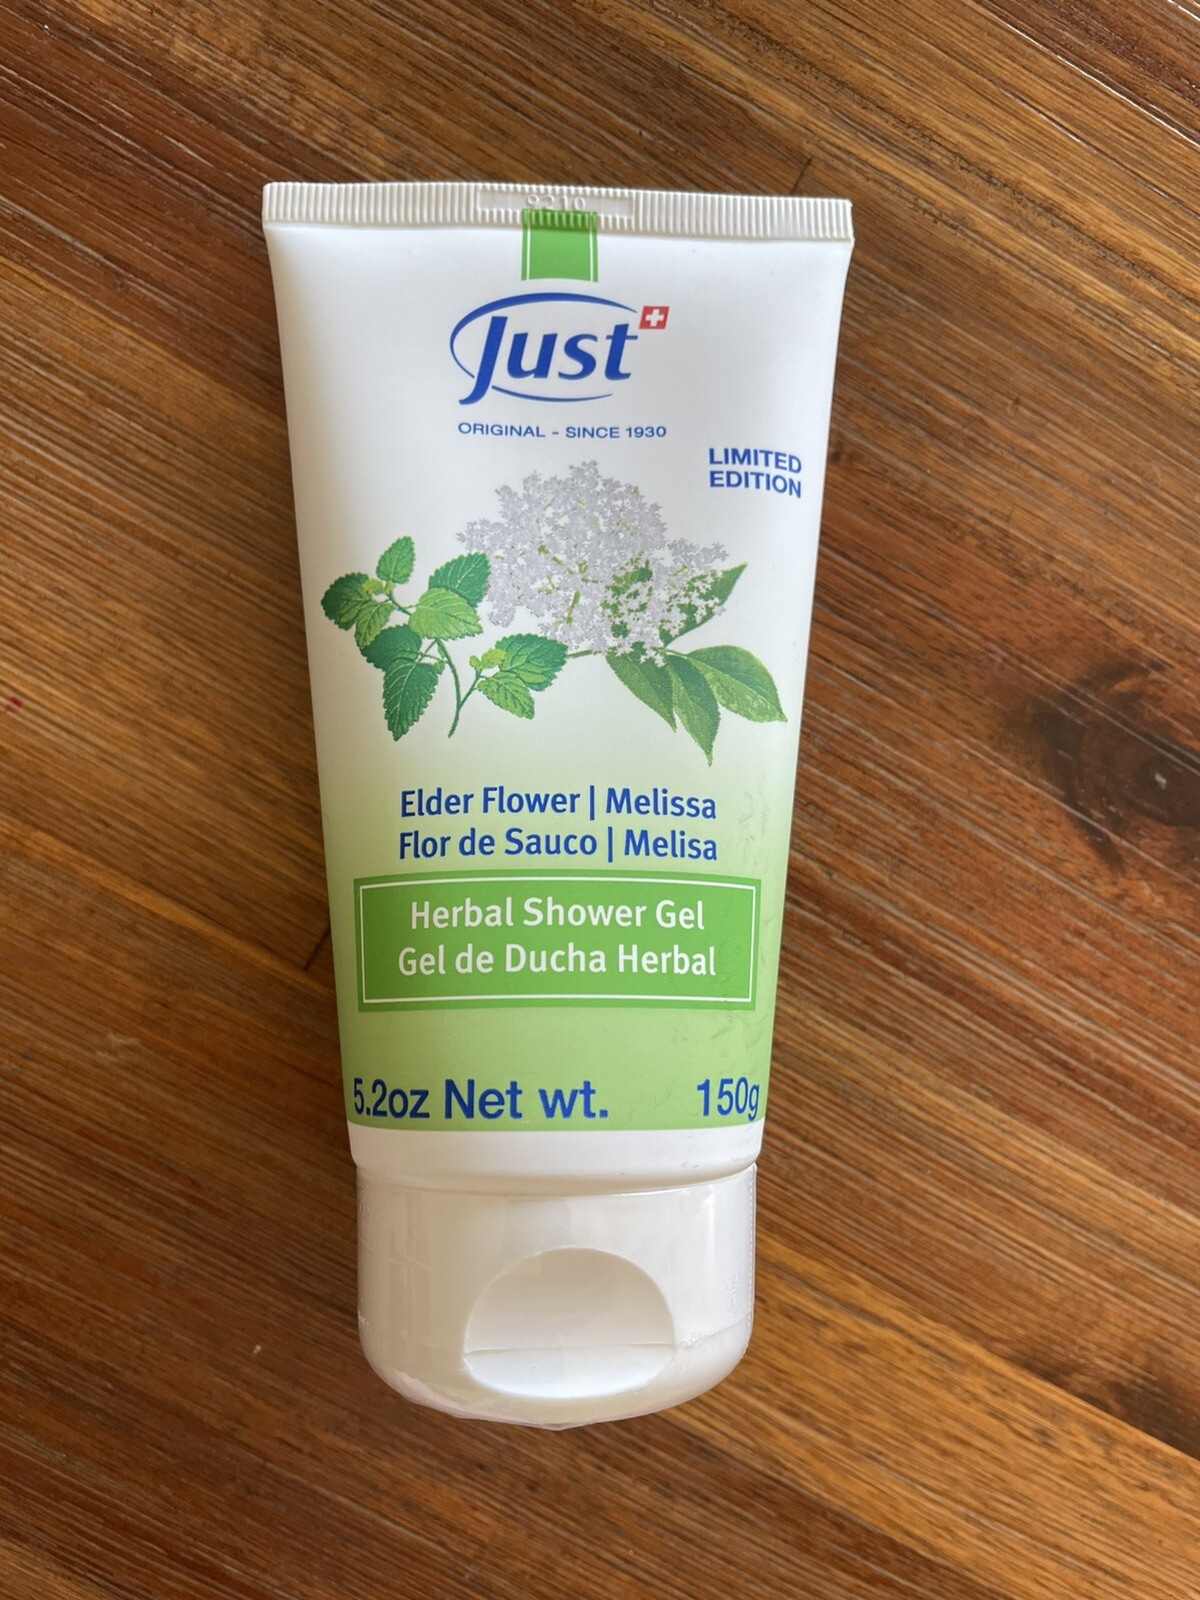 Just
ORIGINAL - SINCE 1930
LIMITED
EDITION
Elder Flower | Melissa
Flor de Sauco | Melisa
Herbal Shower Gel
Gel de Ducha Herbal
5.2oz Net wt. 150g